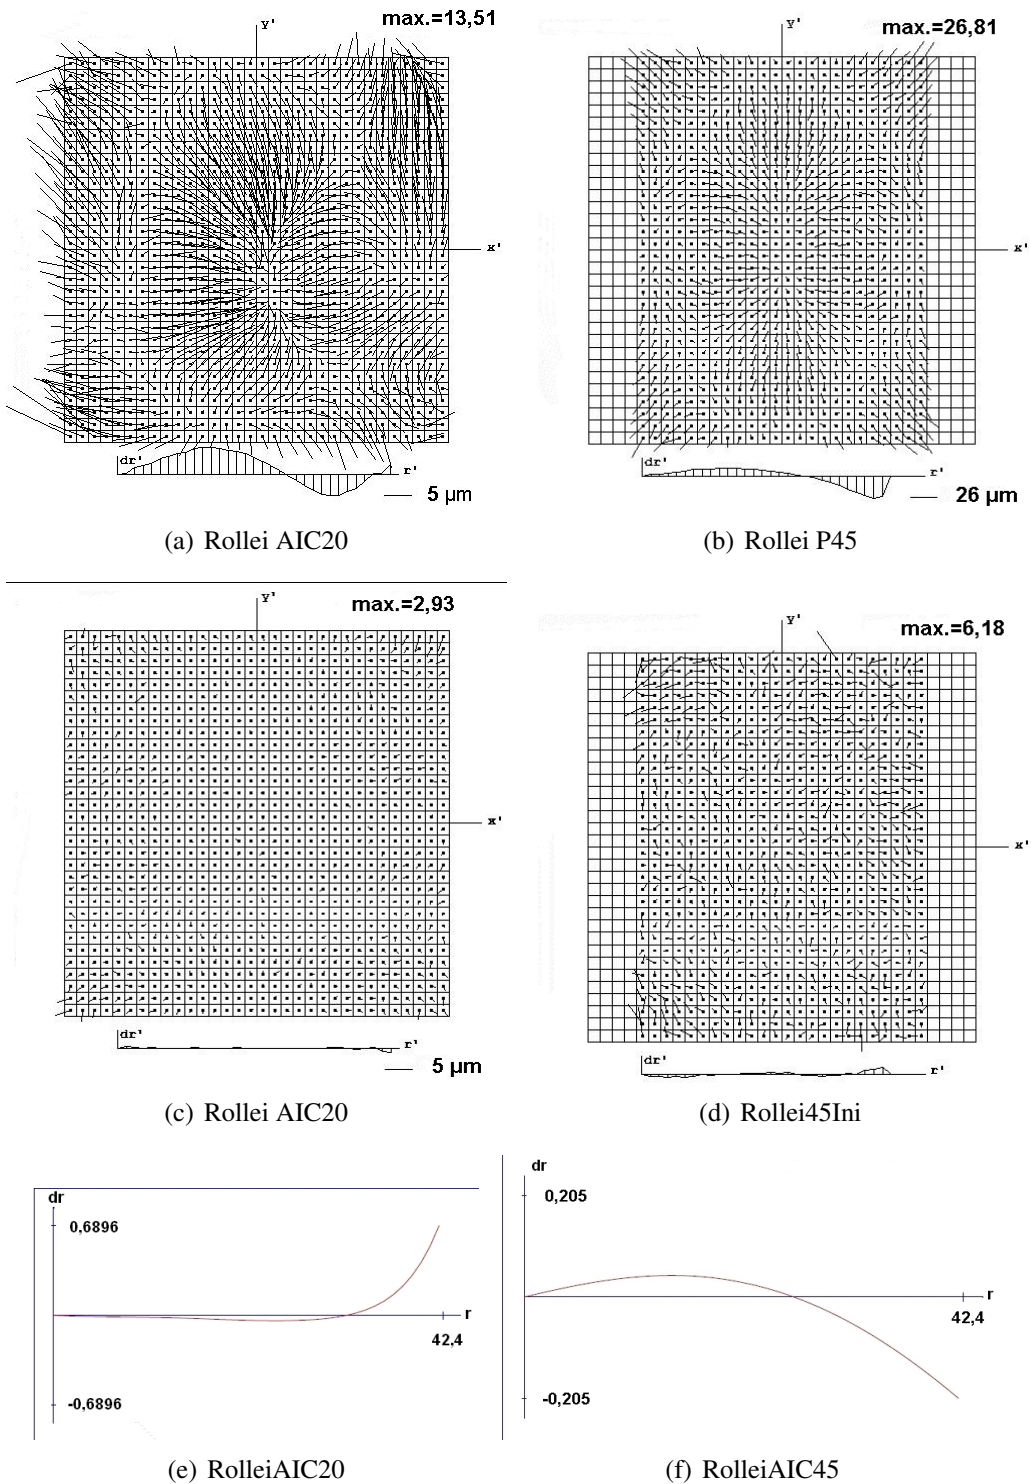 y'
max.=13,51
x'
dr'
r'
5 μm
(a) Rollei AIC20
y'
max.=26,81
x'
dr'
r'
26 μm
(b) Rollei P45
y'
max.=2,93
x'
dr'
r'
5 μm
(c) Rollei AIC20
y'
max.=6,18
x'
dr'
r'
(d) Rollei45Ini
dr
0,6896
r
42,4
-0,6896
(e) RolleiAIC20
dr
0,205
r
42,4
-0,205
(f) RolleiAIC45